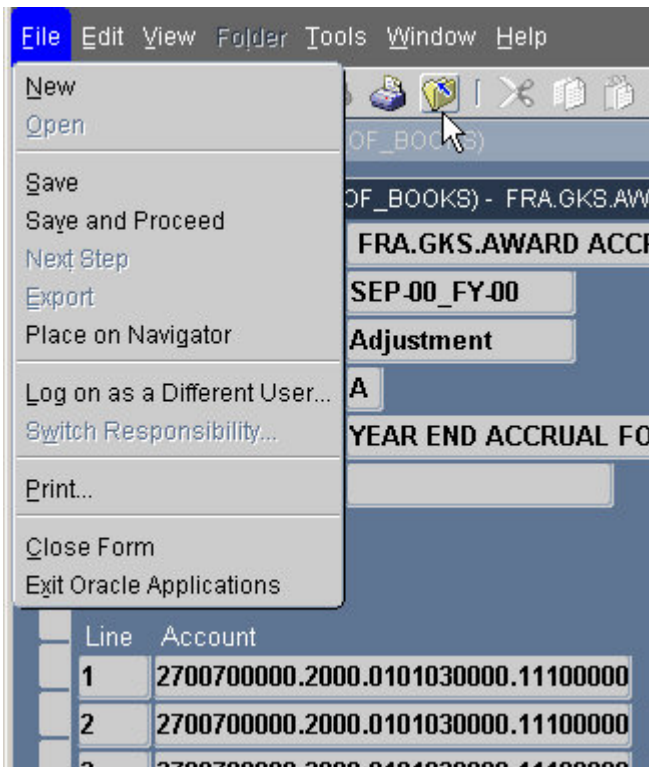 File Edit View Folder Tools Window Help
New
Open
OF_BOOKS)
Save
OF_BOOKS) - FRA.GKS.AW
Save and Proceed
FRA.GKS.AWARD ACCR
Next Step
Export
SEP-00_FY-00
Place on Navigator
Adjustment
Log on as a Different User...
A
Switch Responsibility...
YEAR END ACCRUAL FO
Print...
Close Form
Exit Oracle Applications
Line Account
1 2700700000.2000.0101030000.11100000
2 2700700000.2000.0101030000.11100000